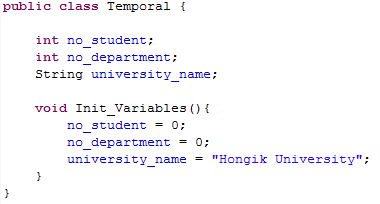 public class Temporal {
int no_student;
int no_department;
String university_name;
void Init_Variables(){
no_student = 0;
no_department = 0;
university_name = "Hongik University";
}
}